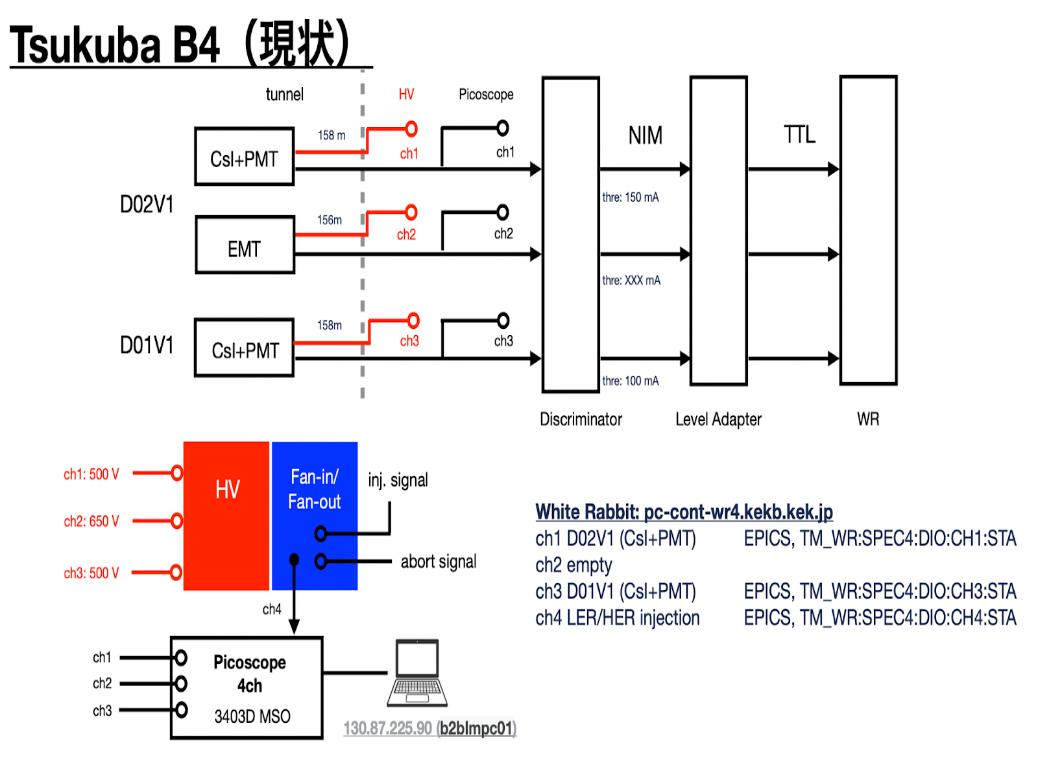 Tsukuba B4（現状）
tunnel
HV
Picoscope
158 m
ch1
ch1
CsI+PMT
NIM
TTL
thre: 150 mA
D02V1
156m
ch2
ch2
EMT
thre: XXX mA
158m
ch3
ch3
D01V1
CsI+PMT
thre: 100 mA
Discriminator
Level Adapter
WR
ch1: 500 V
ch2: 650 V
ch3: 500 V
HV
Fan-in/
Fan-out
inj. signal
abort signal
ch4
ch1
ch2
ch3
Picoscope
4ch
3403D MSO
130.87.225.90 (b2blmpc01)
White Rabbit: pc-cont-wr4.kekb.kek.jp
ch1 D02V1 (CsI+PMT) EPICS, TM_WR:SPEC4:DIO:CH1:STA
ch2 empty
ch3 D01V1 (CsI+PMT) EPICS, TM_WR:SPEC4:DIO:CH3:STA
ch4 LER/HER injection EPICS, TM_WR:SPEC4:DIO:CH4:STA